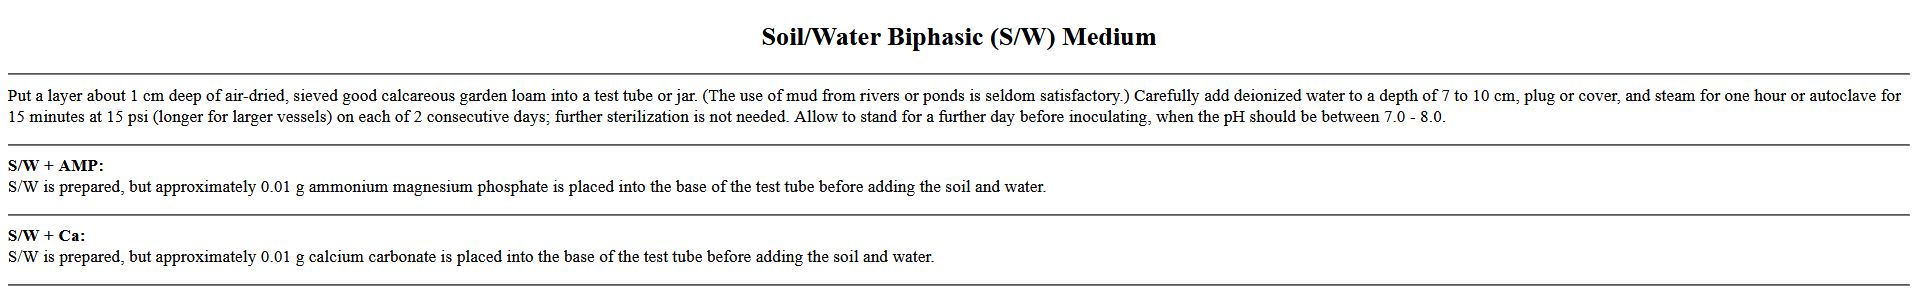 Soil/Water Biphasic (S/W) Medium
Put a layer about 1 cm deep of air-dried, sieved good calcareous garden loam into a test tube or jar. (The use of mud from rivers or ponds is seldom satisfactory.) Carefully add deionized water to a depth of 7 to 10 cm, plug or cover, and steam for one hour or autoclave for
15 minutes at 15 psi (longer for larger vessels) on each of 2 consecutive days; further sterilization is not needed. Allow to stand for a further day before inoculating, when the pH should be between 7.0 - 8.0.
S/W + AMP:
S/W is prepared, but approximately 0.01 g ammonium magnesium phosphate is placed into the base of the test tube before adding the soil and water.
S/W + Ca:
S/W is prepared, but approximately 0.01 g calcium carbonate is placed into the base of the test tube before adding the soil and water.